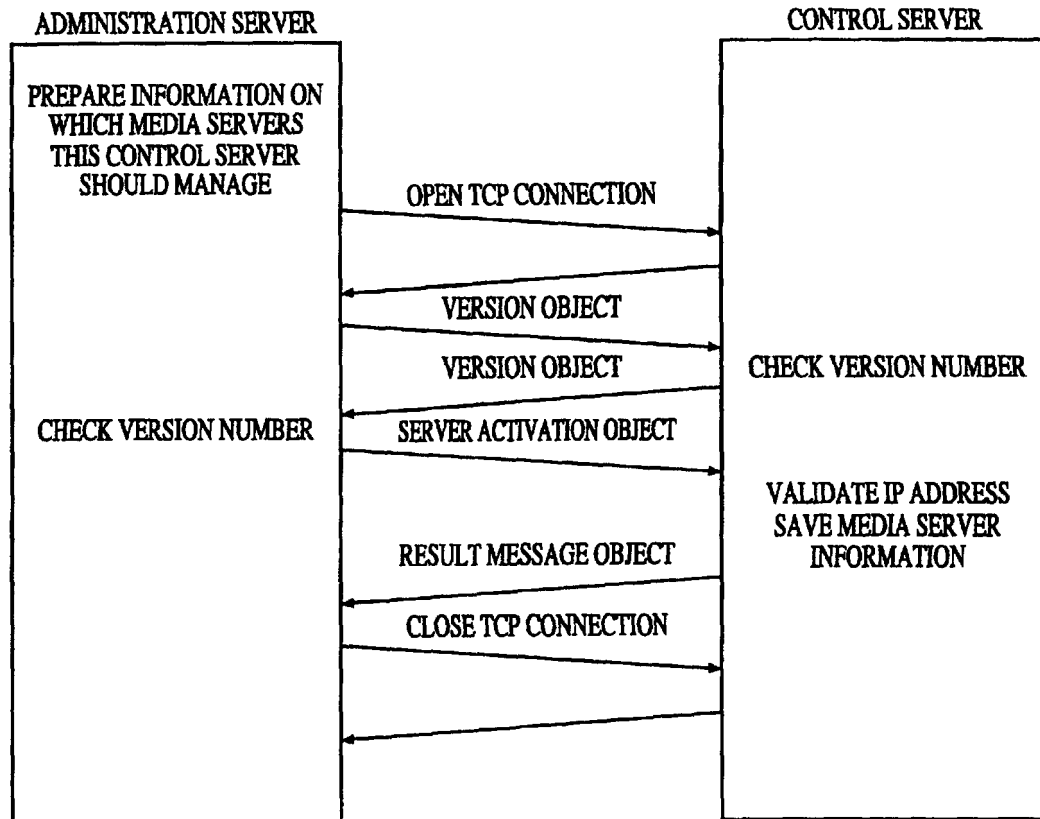 ADMINISTRATION SERVER
CONTROL SERVER
PREPARE INFORMATION ON
WHICH MEDIA SERVERS
THIS CONTROL SERVER
SHOULD MANAGE
OPEN TCP CONNECTION
VERSION OBJECT
VERSION OBJECT
CHECK VERSION NUMBER
CHECK VERSION NUMBER
SERVER ACTIVATION OBJECT
VALIDATE IP ADDRESS
SAVE MEDIA SERVER
INFORMATION
RESULT MESSAGE OBJECT
CLOSE TCP CONNECTION